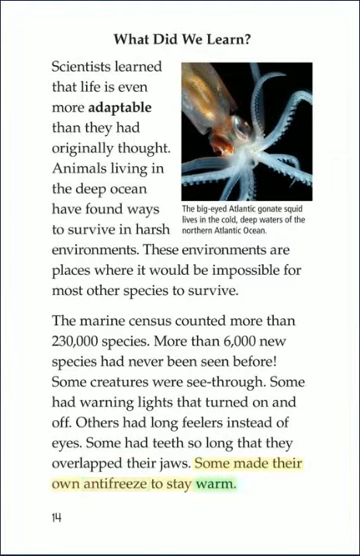 What Did We Learn?
Scientists learned
that life is even
more adaptable
than they had
originally thought.
Animals living in
the deep ocean
have found ways
to survive in harsh
The big-eyed Atlantic gonate squid
lives in the cold, deep waters of the
northern Atlantic Ocean.
environments. These environments are
places where it would be impossible for
most other species to survive.
The marine census counted more than
230,000 species. More than 6,000 new
species had never been seen before!
Some creatures were see-through. Some
had warning lights that turned on and
off. Others had long feelers instead of
eyes. Some had teeth so long that they
overlapped their jaws. Some made their
own antifreeze to stay warm.
14